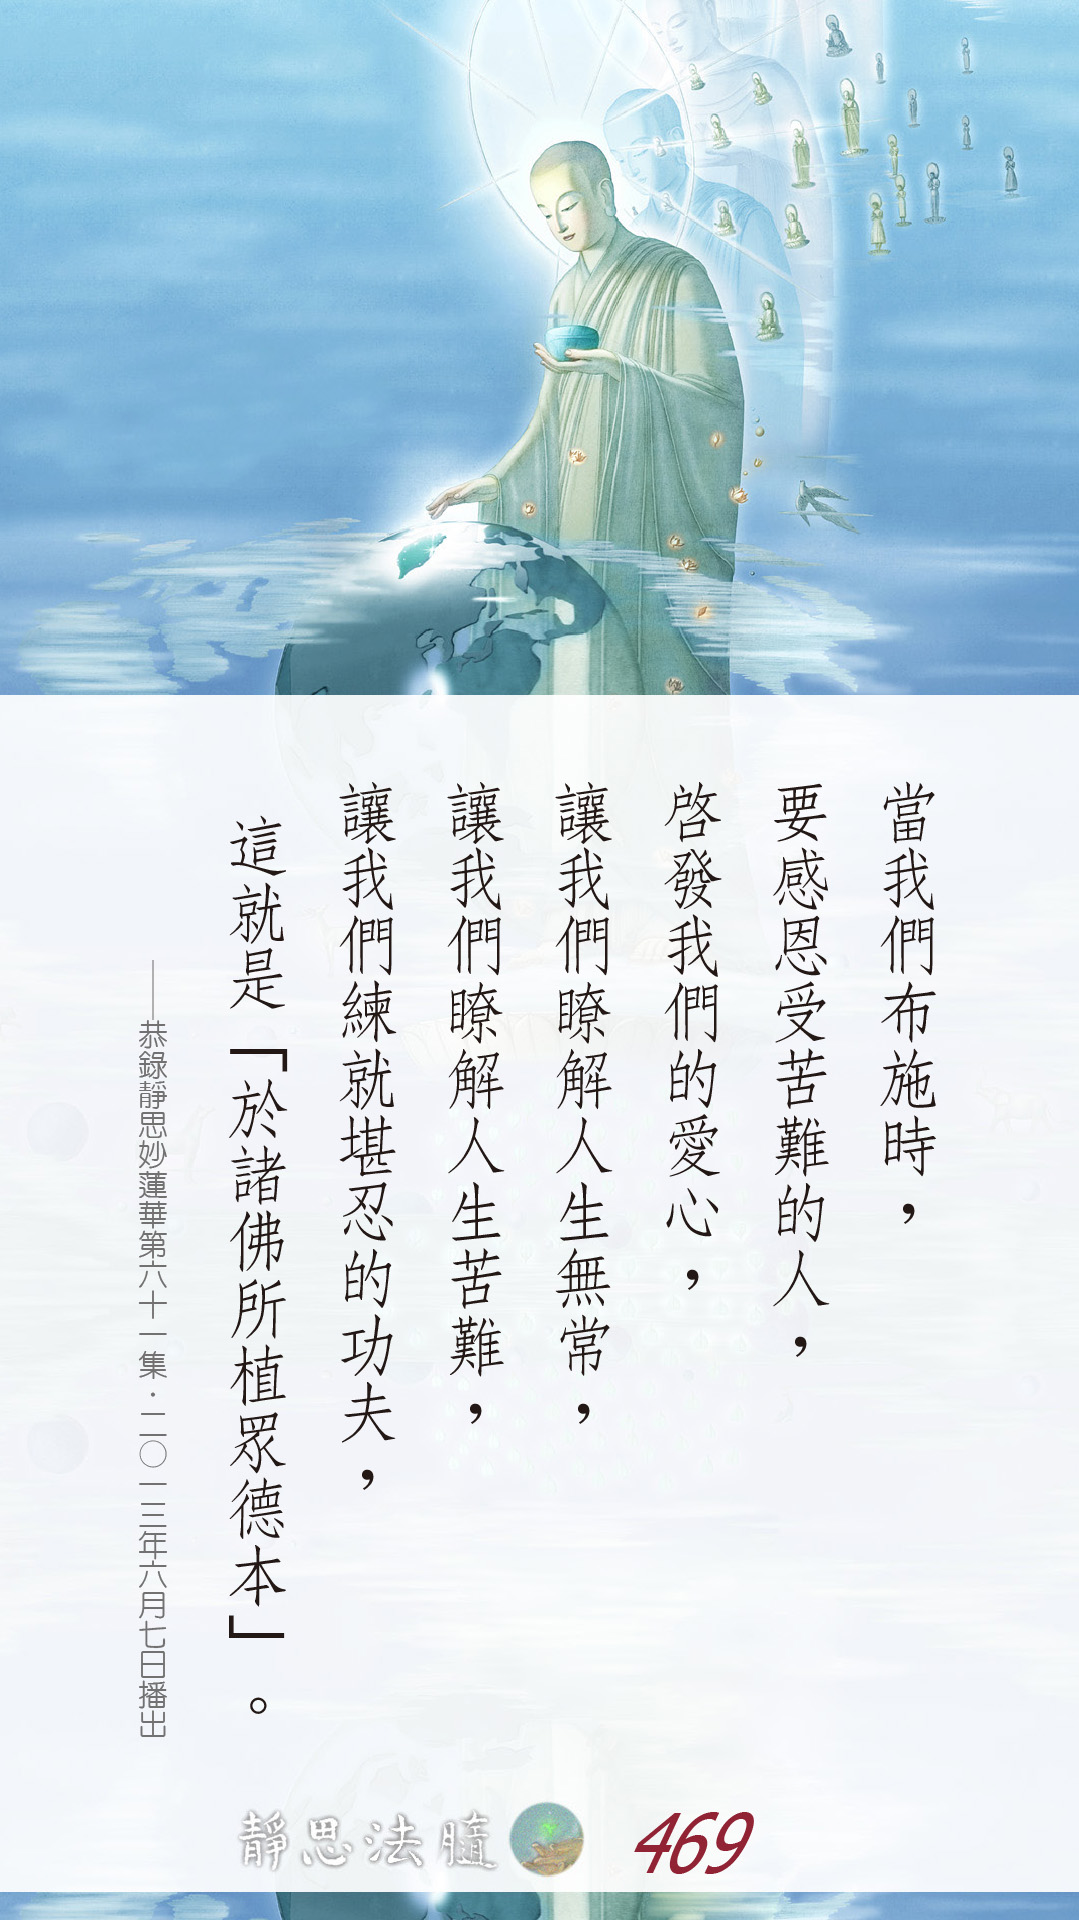 當我們布施時，
要感恩受苦難的人，
啓發我們的愛心，
讓我們瞭解人生無常，
讓我們瞭解人生苦難，
讓我們練就堪忍的功夫，
這就是「於諸佛所植眾德本」。
——恭錄靜思妙蓮華第六十一集·二〇一三年六月七日播出
靜思法髓
469